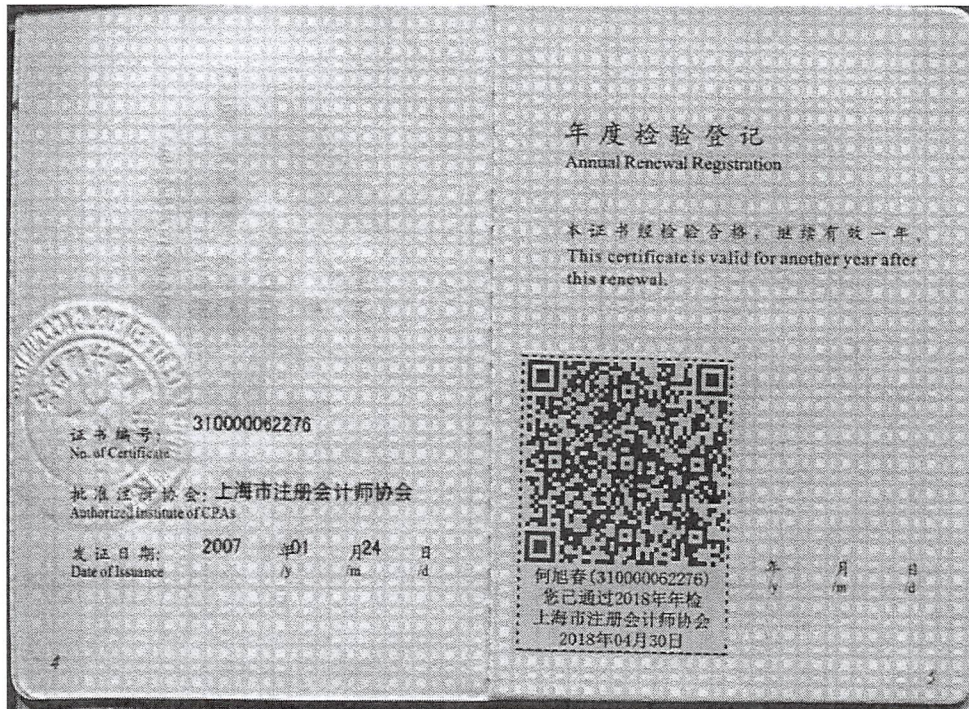 证书编号: 310000062276
No. of Certificate
批准注册协会: 上海市注册会计师协会
Authorized Institute of CPAs
发证日期: 2007 年01 月24 日
Date of Issuance /y /m /d
4
年度检验登记
Annual Renewal Registration
本证书经检验合格，继续有效一年。
This certificate is valid for another year after
this renewal.
何旭春(310000062276)
您已通过2018年年检
上海市注册会计师协会
2018年04月30日
年 月 日
/y /m /d
5